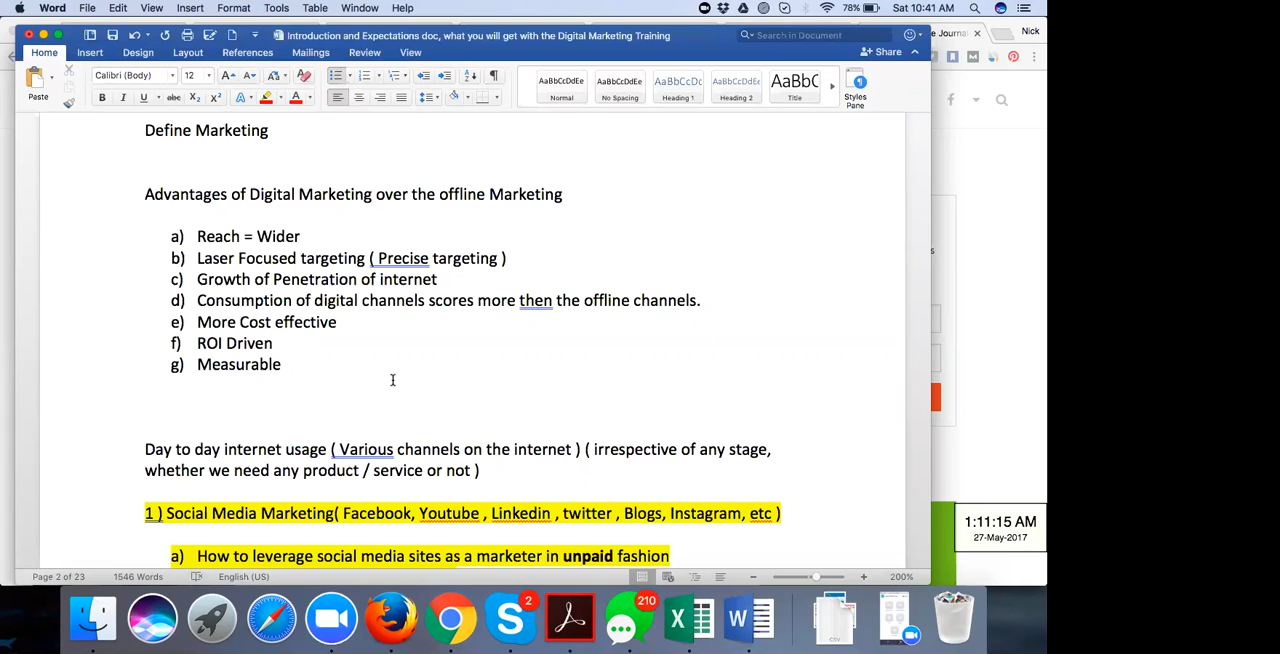 Word File Edit View Insert Format Tools Table Window Help 78% Sat 10:41 AM
Introduction and Expectations doc, what you will get with the Digital Marketing Training
Search in Document
e Journal
Nick
Home Insert Design Layout References Mailings Review View
Share
Paste
Calibri (Body) 12
AaBbCcDdEe AaBbCcDdEe AaBbCcDc AaBbCcDdEe AaBbC
Normal No Spacing Heading 1 Heading 2 Title
Styles Pane
Define Marketing
Advantages of Digital Marketing over the offline Marketing
a) Reach = Wider
b) Laser Focused targeting ( Precise targeting )
c) Growth of Penetration of internet
d) Consumption of digital channels scores more then the offline channels.
e) More Cost effective
f) ROI Driven
g) Measurable
Day to day internet usage ( Various channels on the internet ) ( irrespective of any stage,
whether we need any product / service or not )
1 ) Social Media Marketing( Facebook, Youtube , Linkedin , twitter , Blogs, Instagram, etc )
a) How to leverage social media sites as a marketer in unpaid fashion
1:11:15 AM
27-May-2017
Page 2 of 23 1546 Words English (US) 200%
2
210
CSV